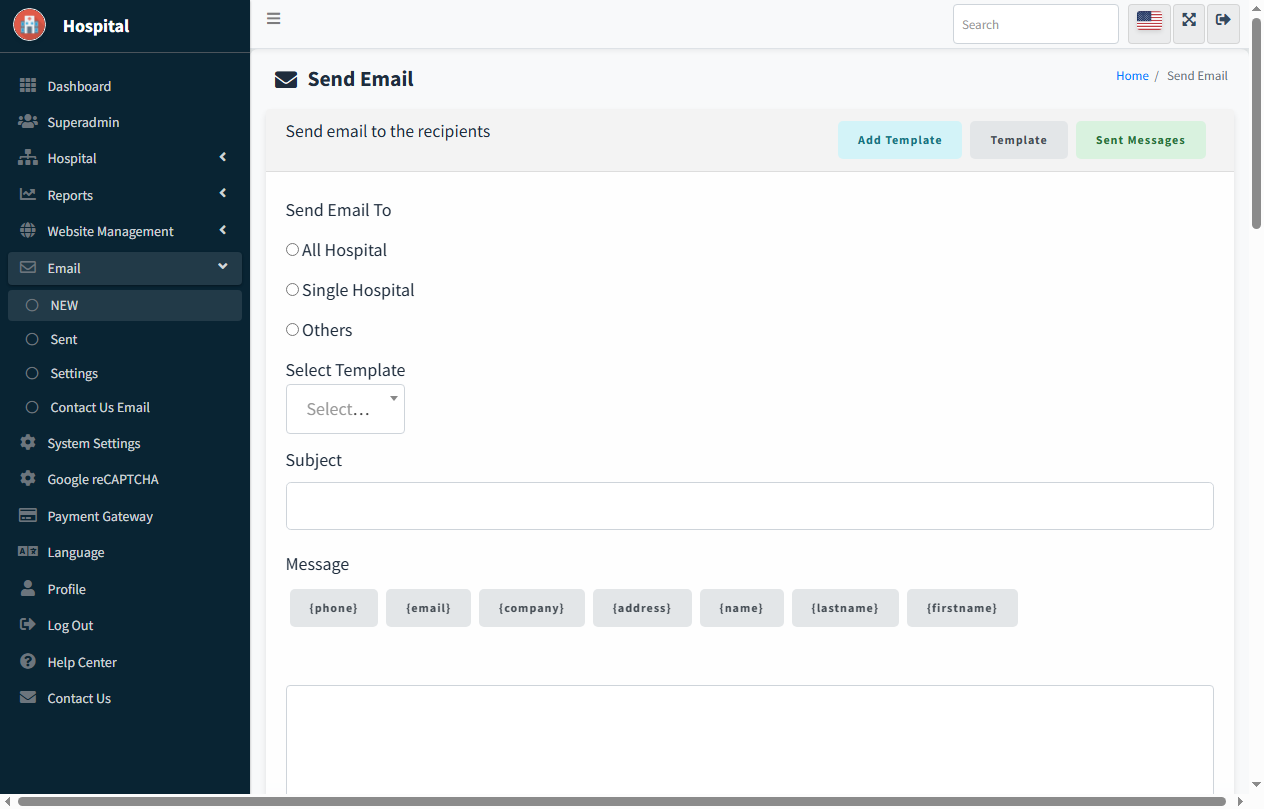 Hospital
Search
Dashboard
Superadmin
Hospital
Reports
Website Management
Email
NEW
Sent
Settings
Contact Us Email
System Settings
Google reCAPTCHA
Payment Gateway
Language
Profile
Log Out
Help Center
Contact Us
Send Email
Home / Send Email
Send email to the recipients
Add Template
Template
Sent Messages
Send Email To
All Hospital
Single Hospital
Others
Select Template
Select...
Subject
Message
{phone} {email} {company} {address} {name} {lastname} {firstname}